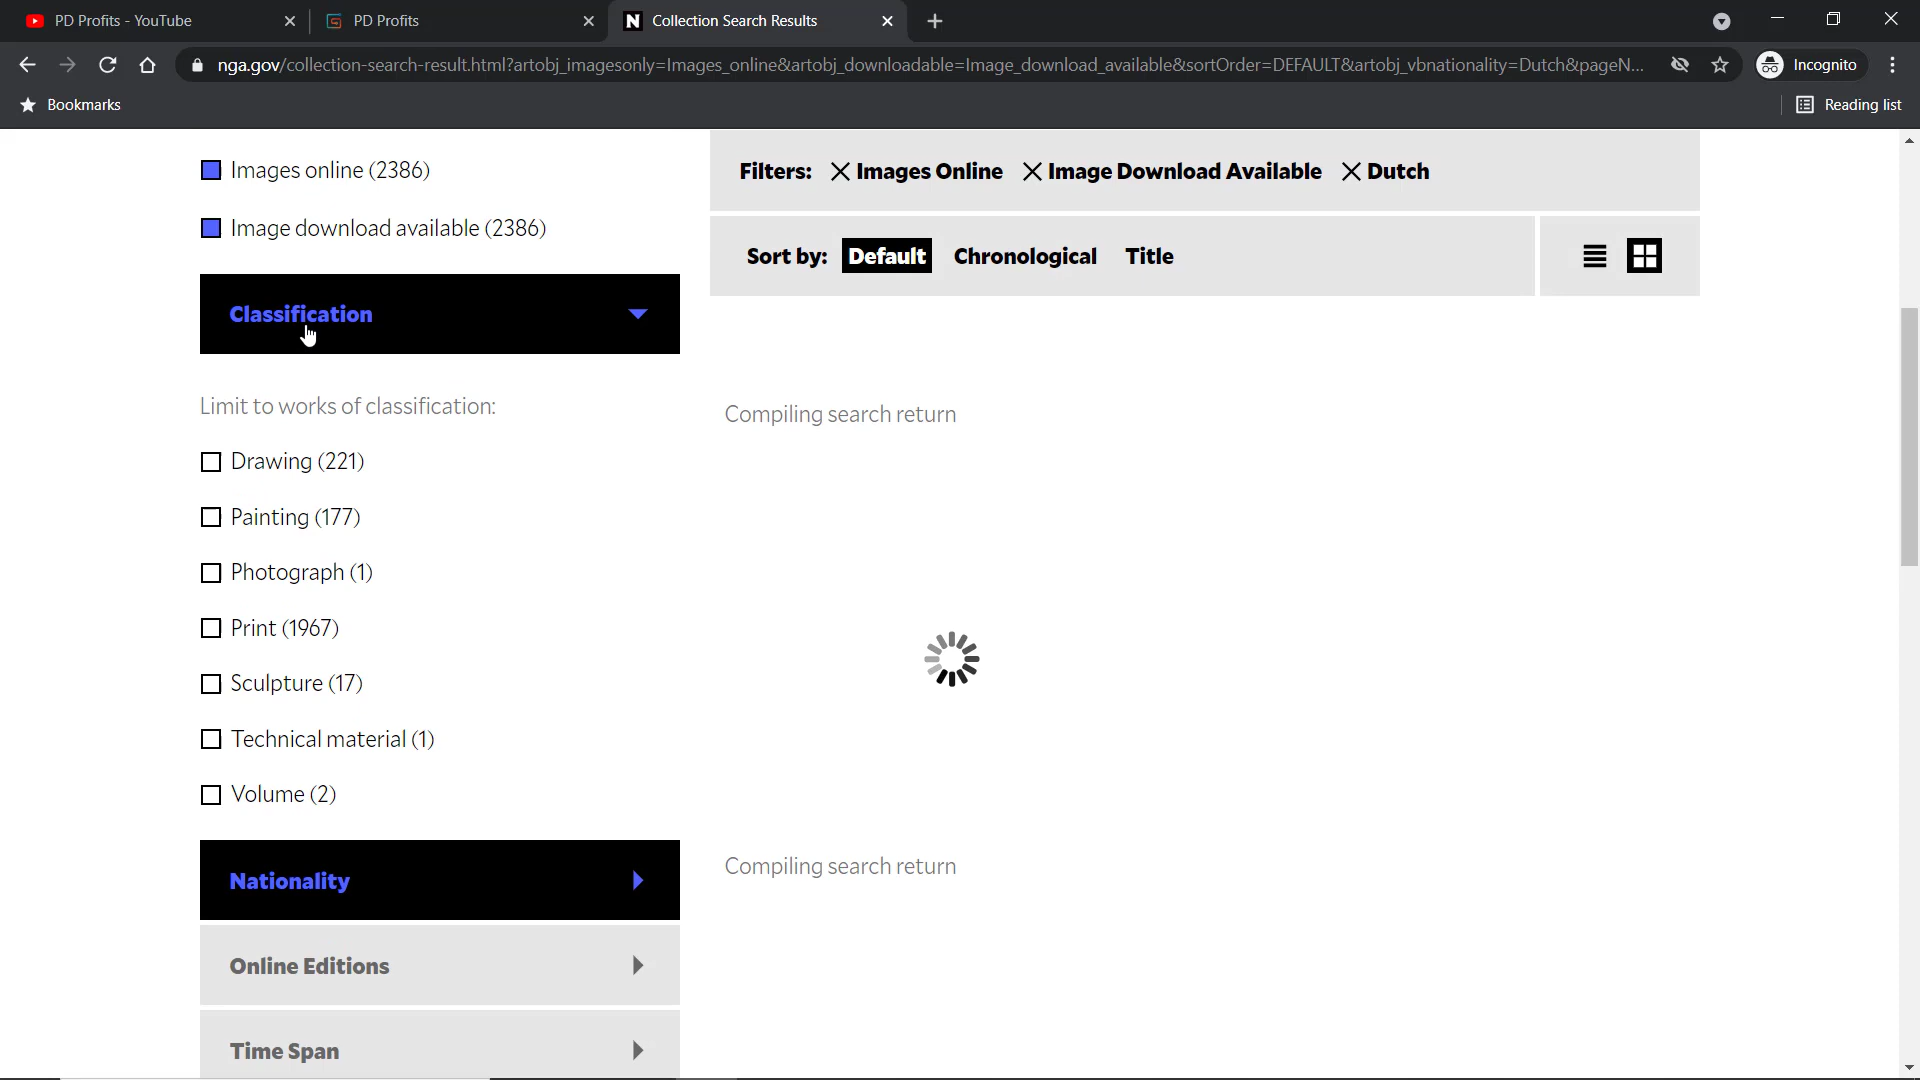 PD Profits - YouTube
PD Profits
Collection Search Results
nga.gov/collection-search-result.html?artobj_imagesonly=Images_online&artobj_downloadable=Image_download_available&sortOrder=DEFAULT&artobj_vbnationality=Dutch&pageN...
Incognito
Bookmarks
Reading list
Images online (2386)
Image download available (2386)
Filters: Images Online Image Download Available Dutch
Sort by: Default Chronological Title
Classification
Limit to works of classification:
Drawing (221)
Painting (177)
Photograph (1)
Print (1967)
Sculpture (17)
Technical material (1)
Volume (2)
Compiling search return
Compiling search return
Nationality
Online Editions
Time Span